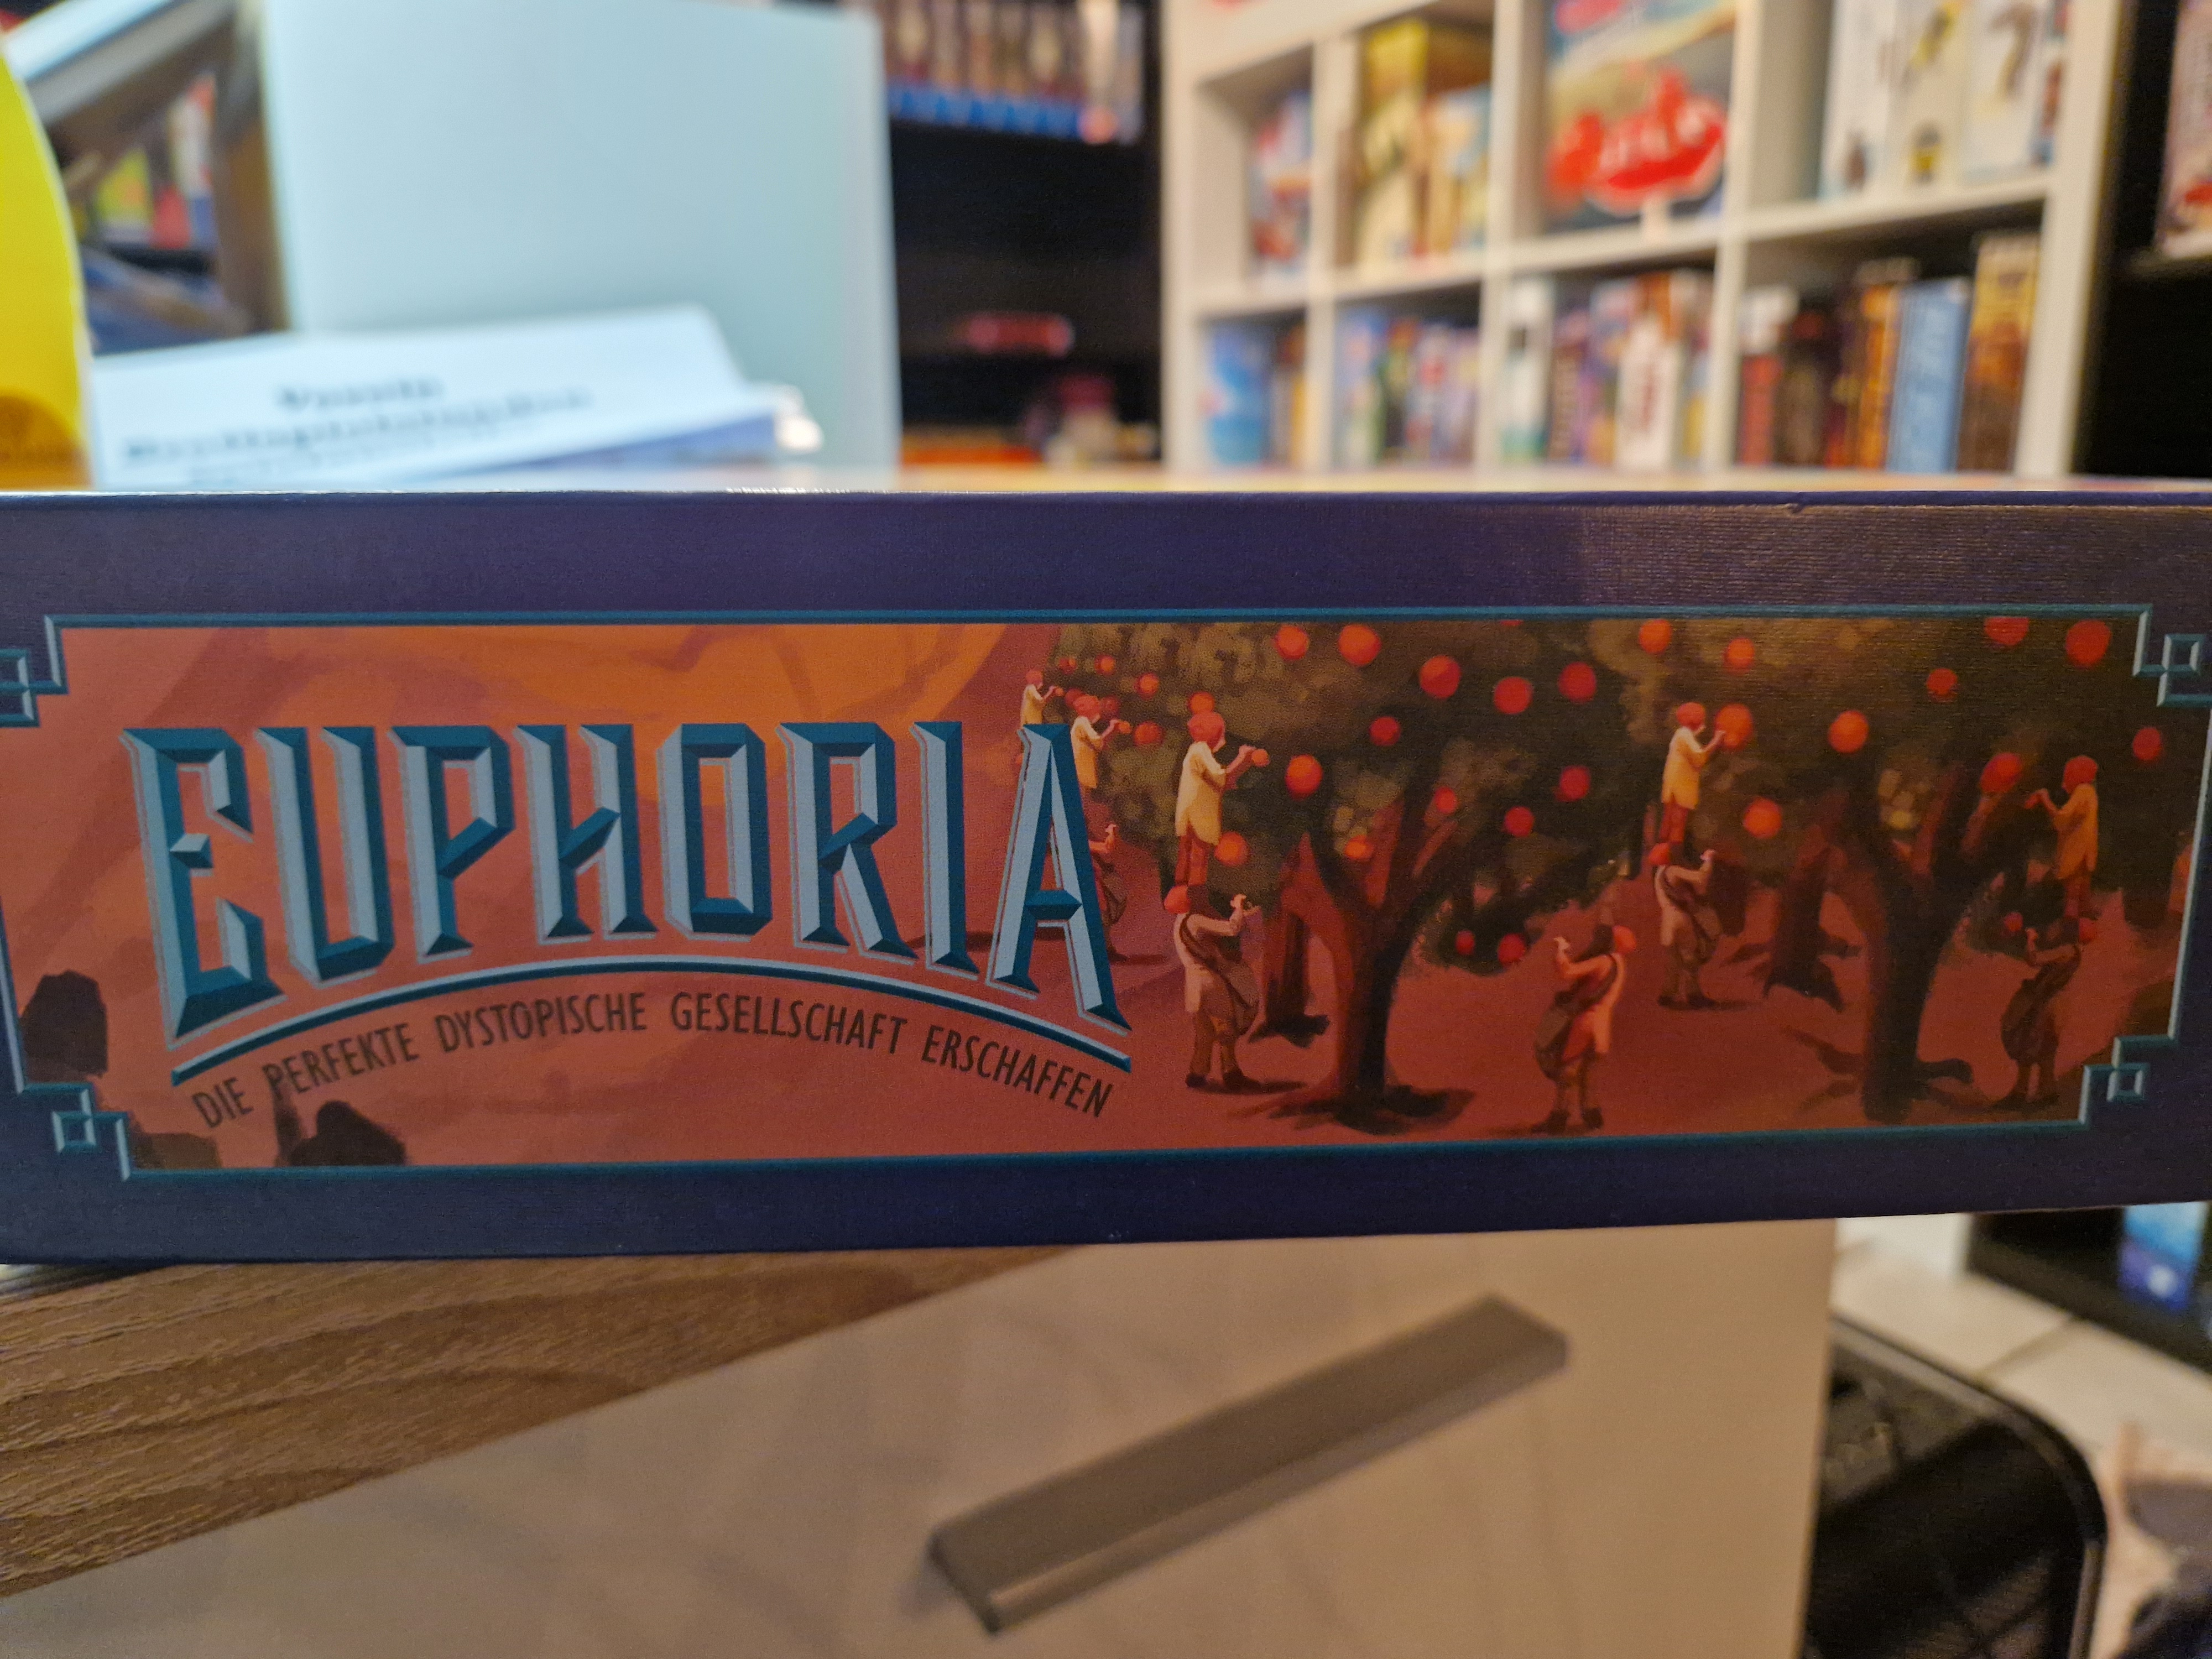 EUPHORIA
DIE PERFEKTE DYSTOPISCHE GESELLSCHAFT ERSCHAFFEN